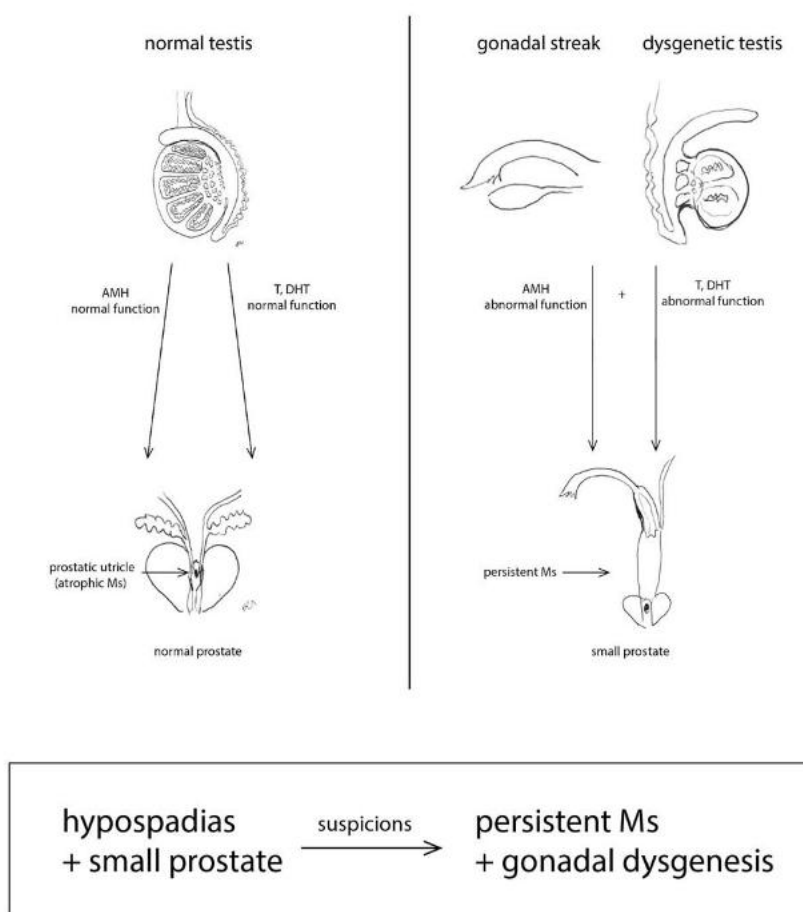 normal testis
gonadal streak
dysgenetic testis
AMH
normal function
T, DHT
normal function
AMH
abnormal function
+
T, DHT
abnormal function
prostatic utricle
(atrophic Ms)
normal prostate
persistent Ms
small prostate
hypospadias
+ small prostate
suspicions
persistent Ms
+ gonadal dysgenesis